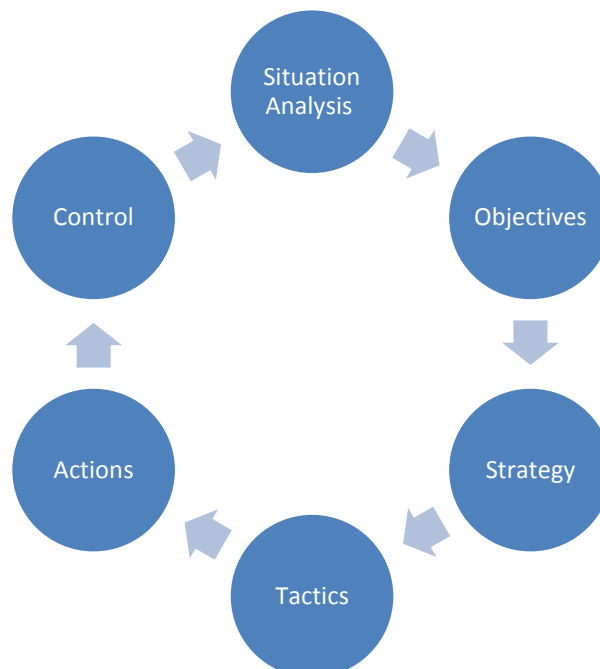 Situation
Analysis
Objectives
Strategy
Tactics
Actions
Control